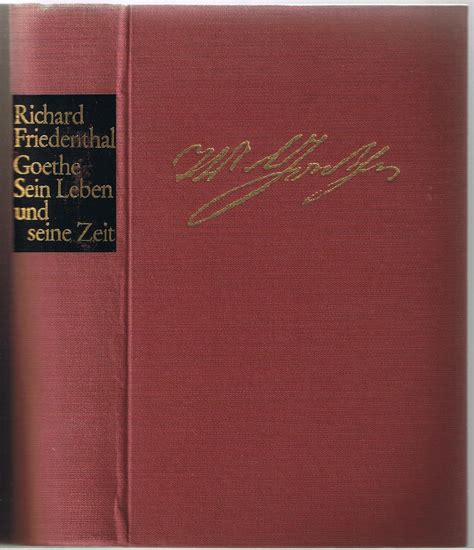 Richard
Friedenthal
Goethe
Sein Leben
und
seine Zeit